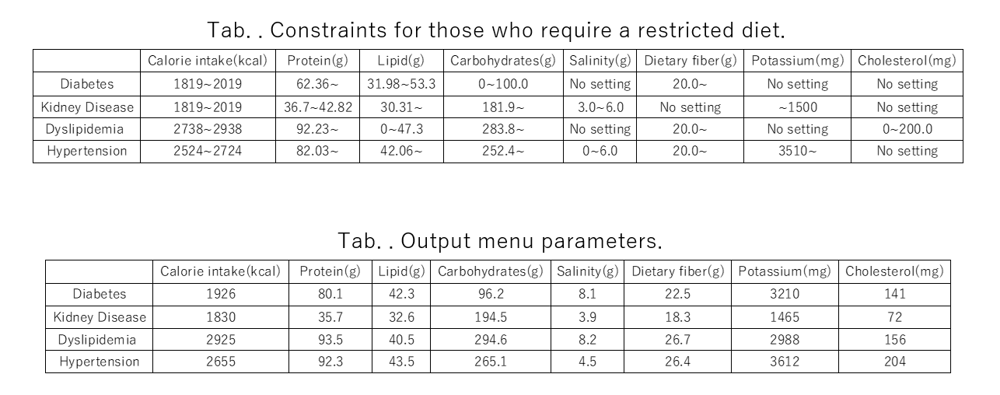 Tab. . Constraints for those who require a restricted diet.
Calorie intake(kcal) Protein(g) Lipid(g) Carbohydrates(g) Salinity(g) Dietary fiber(g) Potassium(mg) Cholesterol(mg)
Diabetes 1819~2019 62.36~ 31.98~53.3 0~100.0 No setting 20.0~ No setting No setting
Kidney Disease 1819~2019 36.7~42.82 30.31~ 181.9~ 3.0~6.0 No setting ~1500 No setting
Dyslipidemia 2738~2938 92.23~ 0~47.3 283.8~ No setting 20.0~ No setting 0~200.0
Hypertension 2524~2724 82.03~ 42.06~ 252.4~ 0~6.0 20.0~ 3510~ No setting
Tab. . Output menu parameters.
Calorie intake(kcal) Protein(g) Lipid(g) Carbohydrates(g) Salinity(g) Dietary fiber(g) Potassium(mg) Cholesterol(mg)
Diabetes 1926 80.1 42.3 96.2 8.1 22.5 3210 141
Kidney Disease 1830 35.7 32.6 194.5 3.9 18.3 1465 72
Dyslipidemia 2925 93.5 40.5 294.6 8.2 26.7 2988 156
Hypertension 2655 92.3 43.5 265.1 4.5 26.4 3612 204